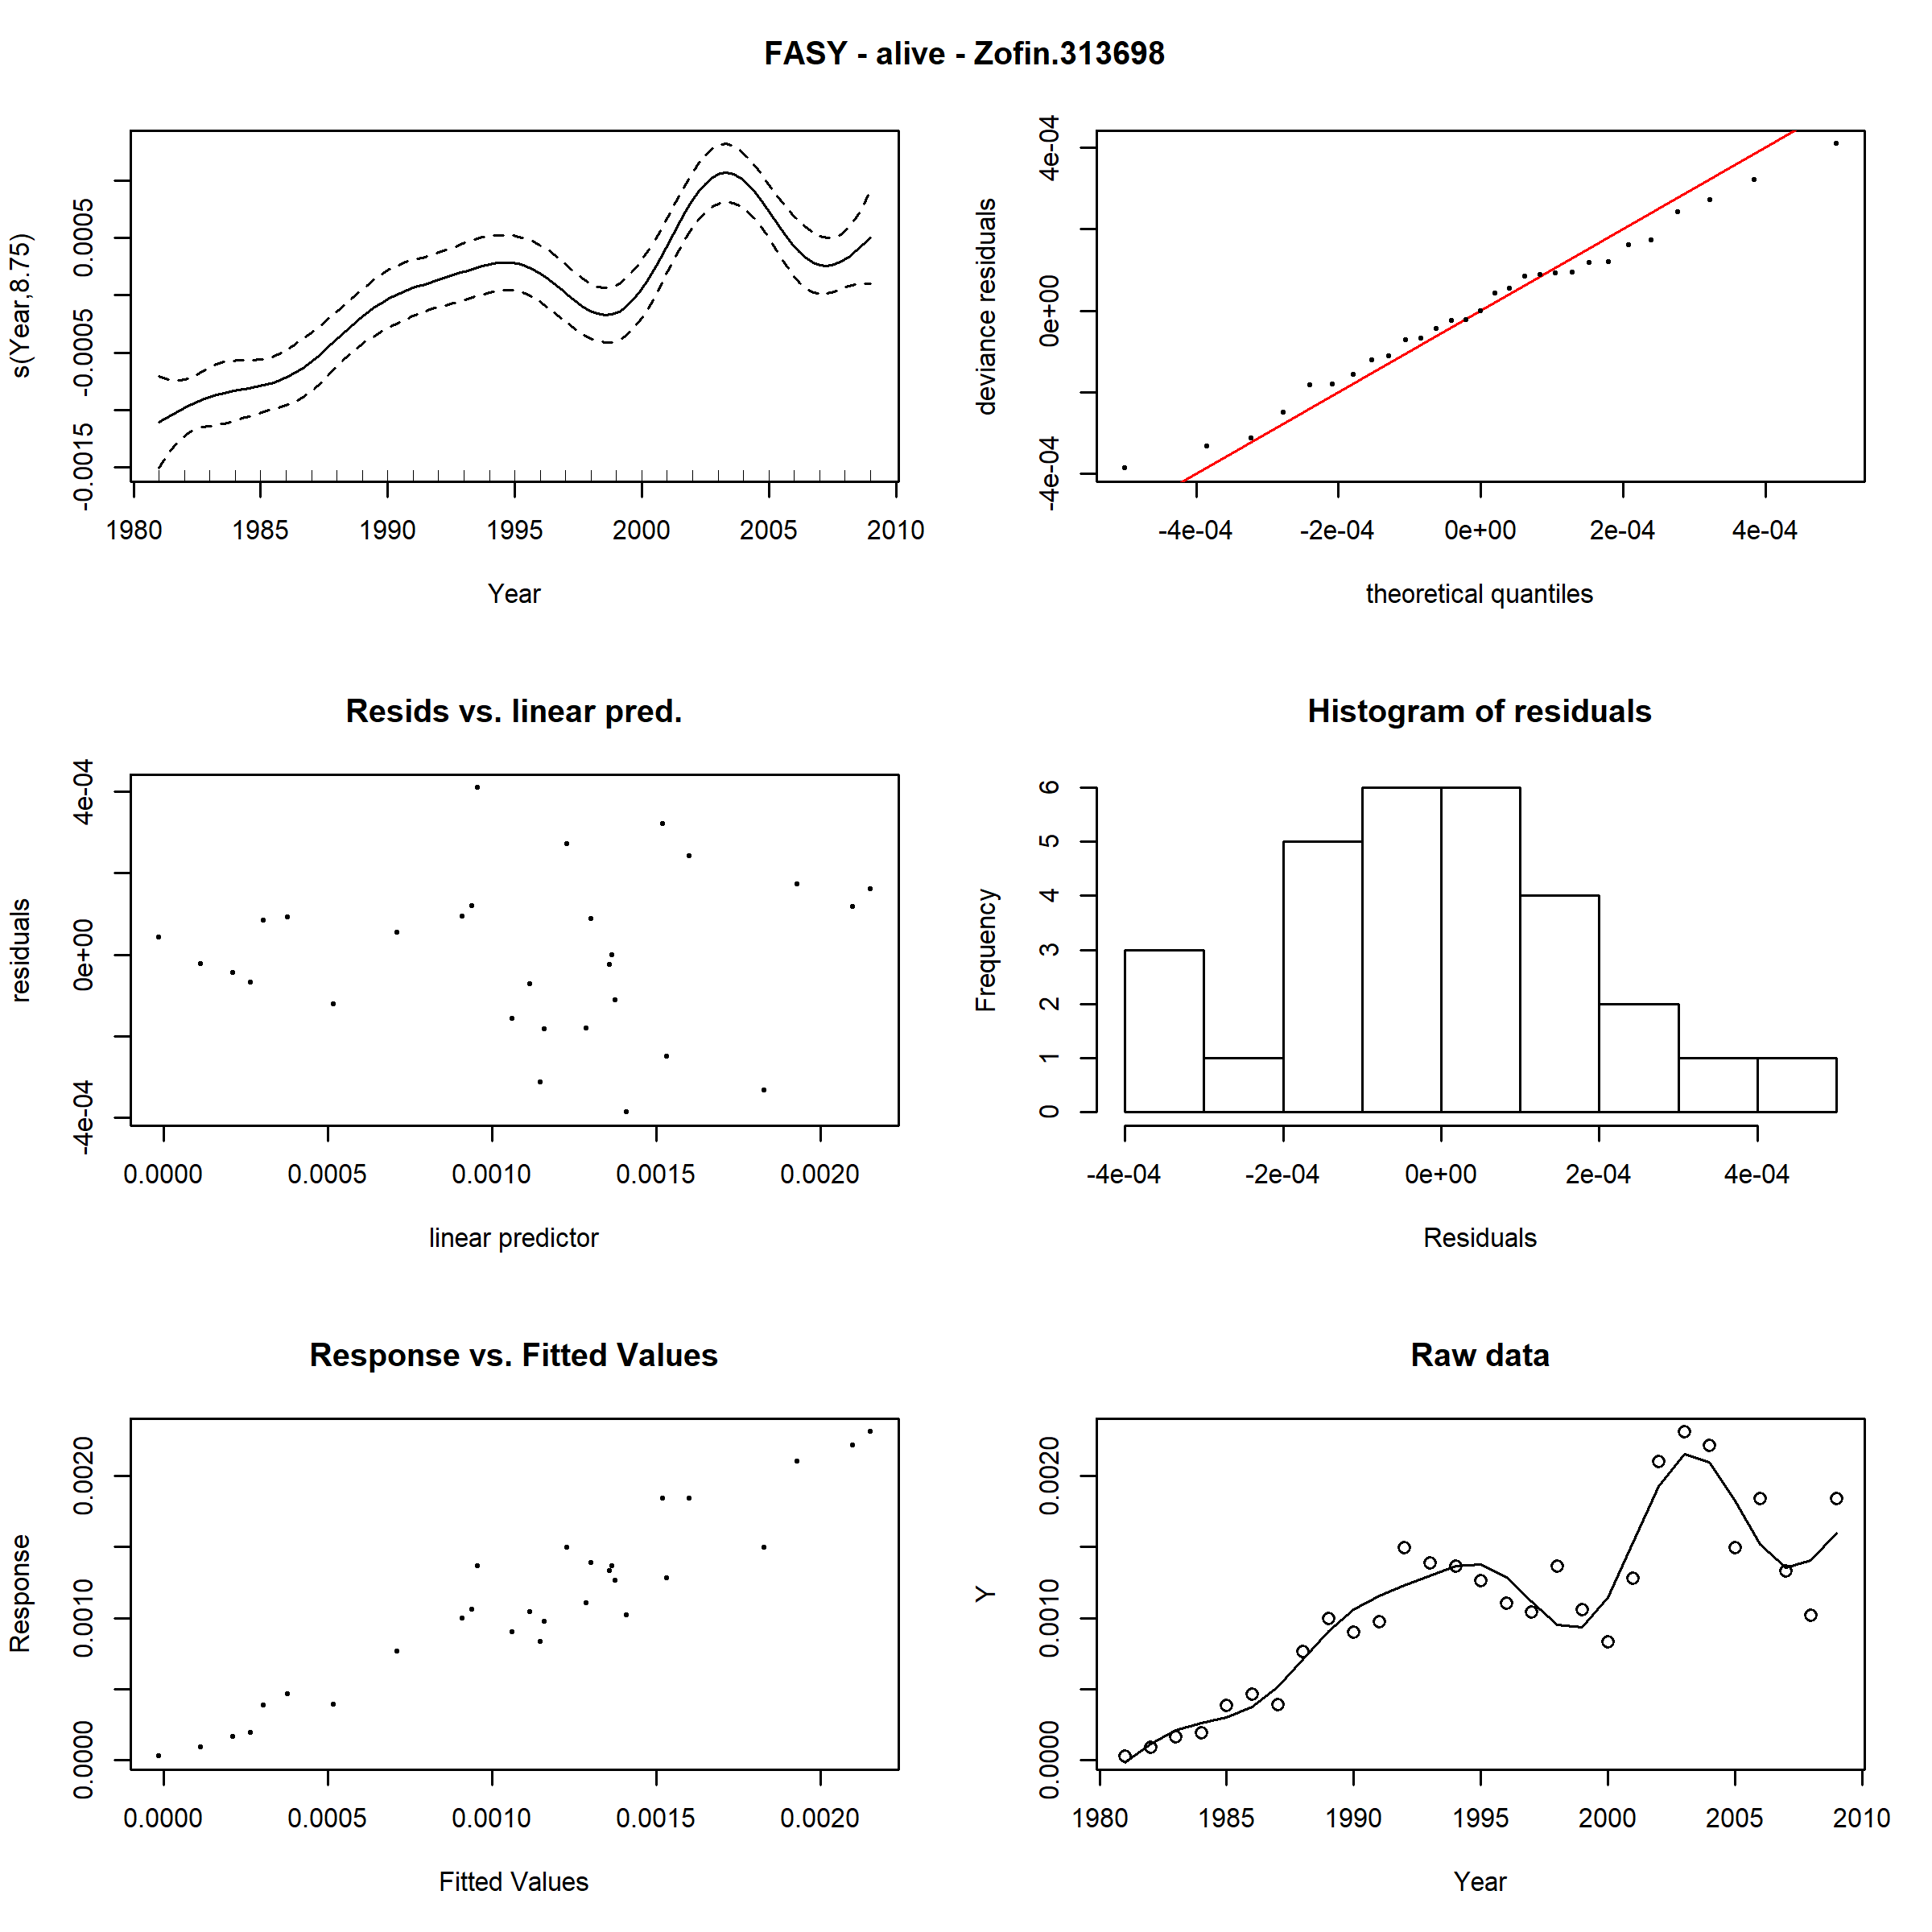 FASY - alive - Zofin.313698
s(Year,8.75)
-0.0015 -0.0005 0.0005
1980 1985 1990 1995 2000 2005 2010
Year
deviance residuals
-4e-04 0e+00 4e-04
-4e-04 -2e-04 0e+00 2e-04 4e-04
theoretical quantiles
Resids vs. linear pred.
residuals
-4e-04 0e+00 4e-04
0.0000 0.0005 0.0010 0.0015 0.0020
linear predictor
Histogram of residuals
Frequency
0 1 2 3 4 5 6
-4e-04 -2e-04 0e+00 2e-04 4e-04
Residuals
Response vs. Fitted Values
Response
0.0000 0.0010 0.0020
0.0000 0.0005 0.0010 0.0015 0.0020
Fitted Values
Raw data
Y
0.0000 0.0010 0.0020
1980 1985 1990 1995 2000 2005 2010
Year